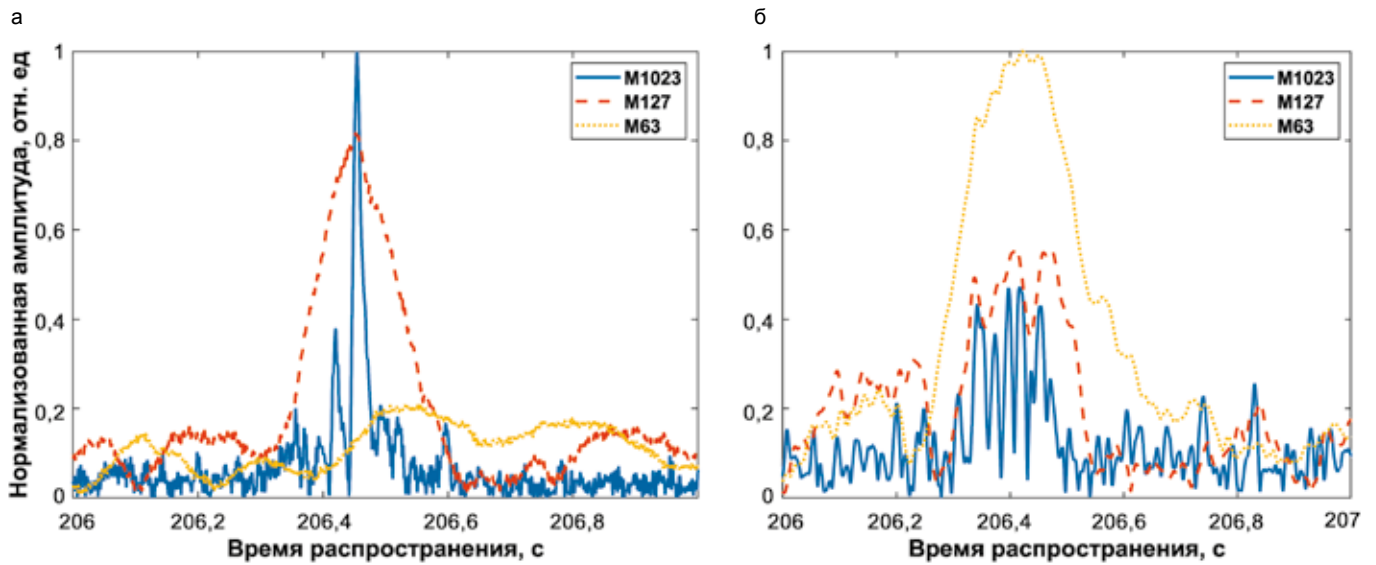 а
б
Нормализованная амплитуда, отн. ед
1
0,8
0,6
0,4
0,2
0
206
206,2
206,4
206,6
206,8
Время распространения, с
M1023
M127
M63
1
0,8
0,6
0,4
0,2
0
206
206,2
206,4
206,6
206,8
207
Время распространения, с
M1023
M127
M63